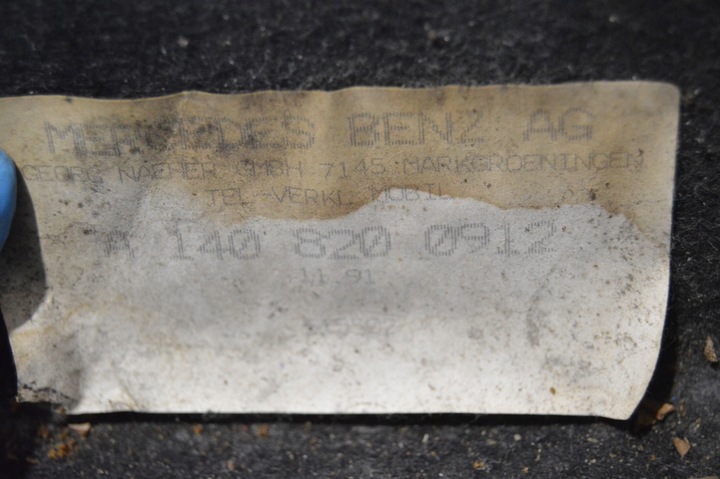 MERCEDES BENZ AG
GEORG NAEHER GMBH 7145 MARKGROENINGEN
TEL-VERKL MOBIL
A 140 820 0912
11.91